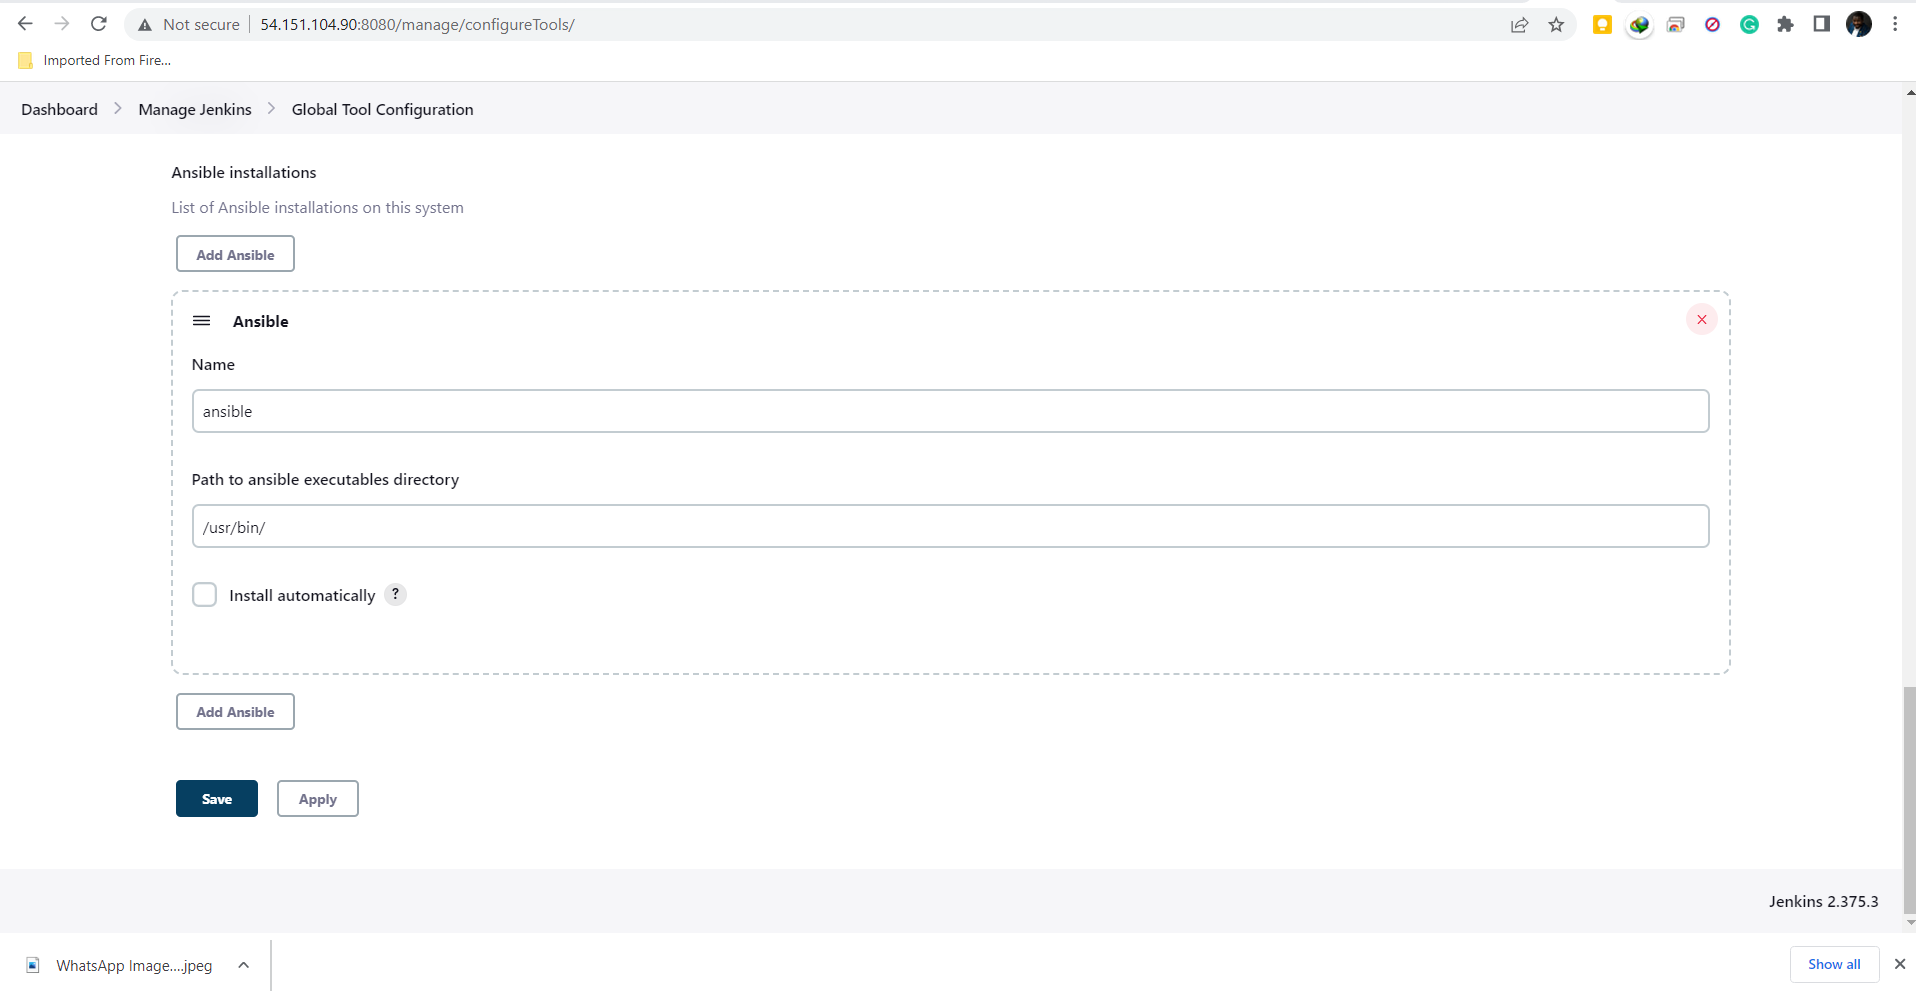 Not secure 54.151.104.90:8080/manage/configureTools/
Imported From Fire...
Dashboard Manage Jenkins Global Tool Configuration
Ansible installations
List of Ansible installations on this system
Add Ansible
Ansible
Name
ansible
Path to ansible executables directory
/usr/bin/
Install automatically ?
Add Ansible
Save Apply
Jenkins 2.375.3
WhatsApp Image....jpeg
Show all